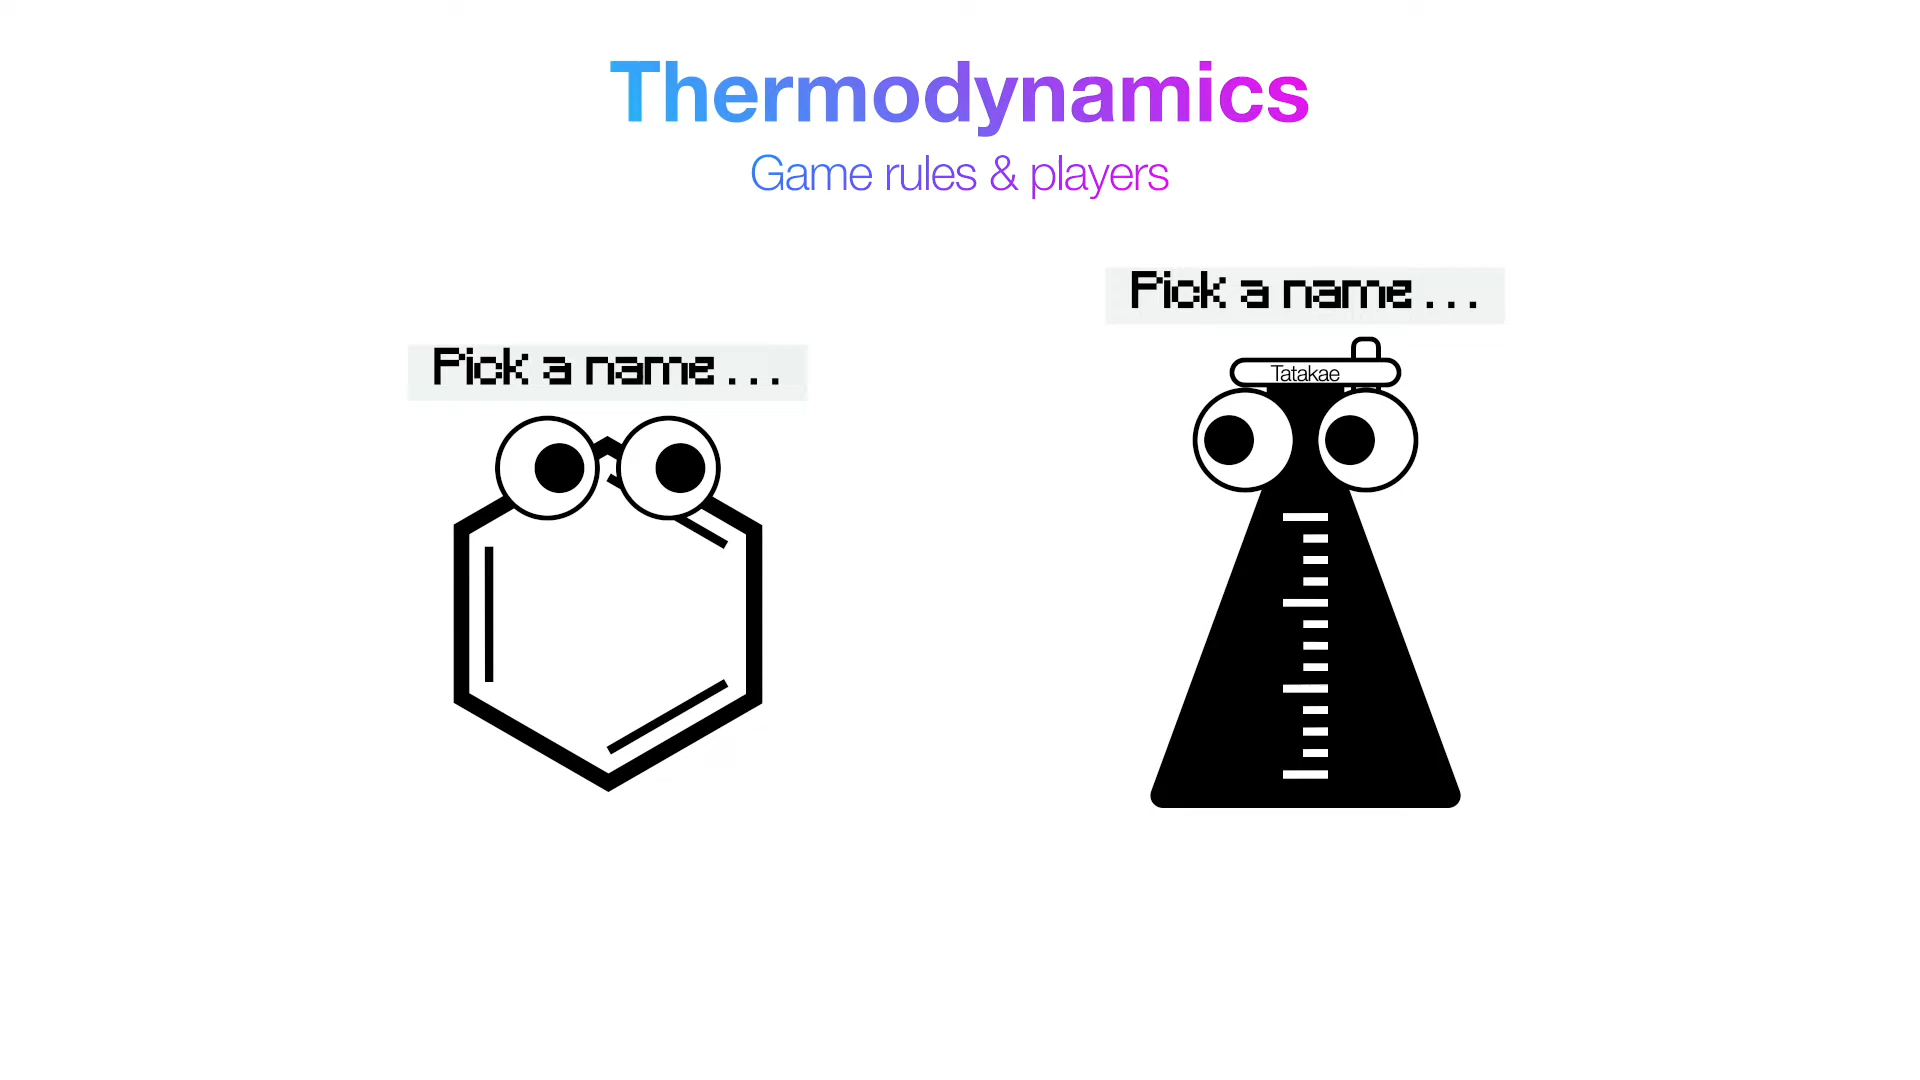 Thermodynamics
Game rules & players
Pick a name...
Pick a name...
Tatakae